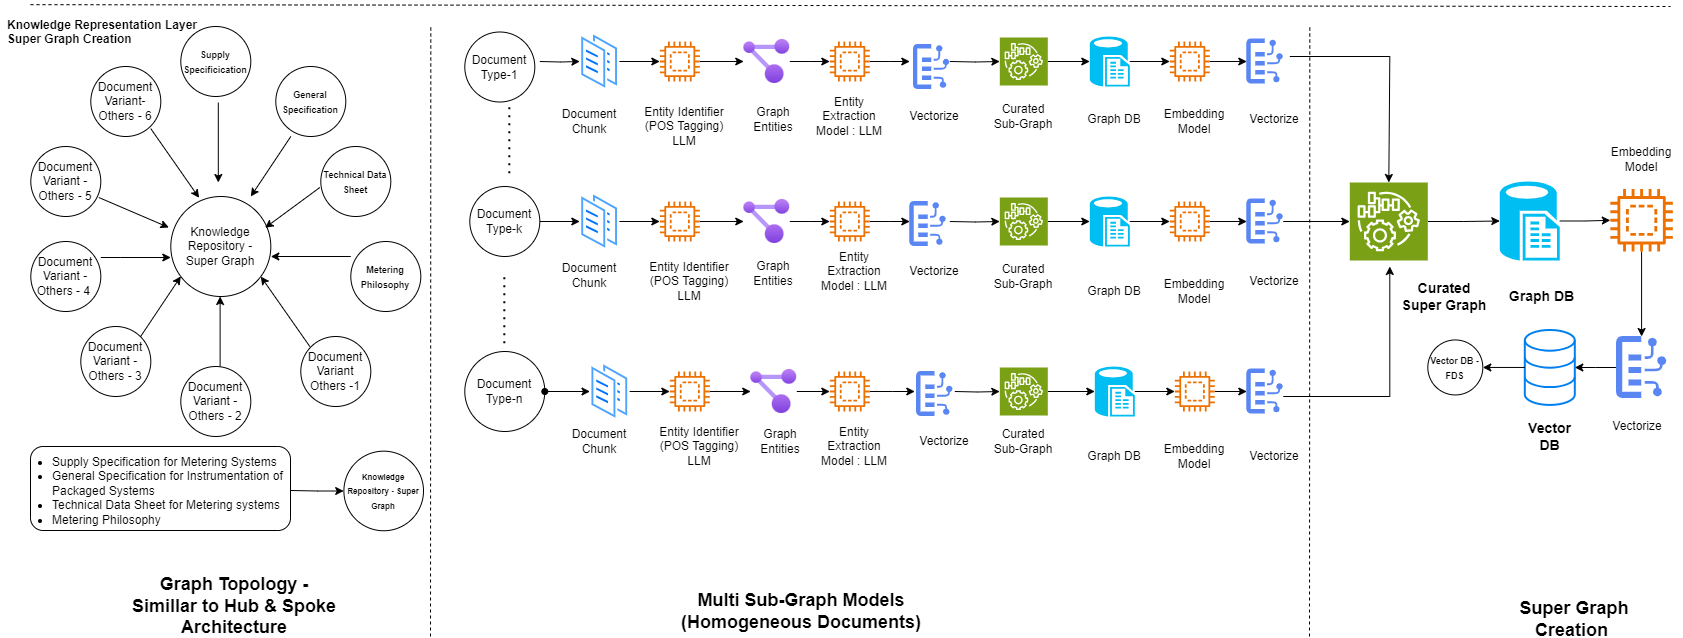 Knowledge Representation Layer
Super Graph Creation
Supply
Specificication
General
Specification
Technical Data
Sheet
Metering
Philosophy
Document
Variant
Others -1
Document
Variant -
Others - 2
Document
Variant -
Others - 3
Document
Variant -
Others - 4
Document
Variant -
Others - 5
Document
Variant-
Others - 6
Knowledge
Repository -
Super Graph
Supply Specification for Metering Systems
General Specification for Instrumentation of
Packaged Systems
Technical Data Sheet for Metering systems
Metering Philosophy
Knowledge
Repository - Super
Graph
Graph Topology -
Simillar to Hub & Spoke
Architecture
Document
Type-1
Document
Chunk
Entity Identifier
(POS Tagging)
LLM
Graph
Entities
Entity
Extraction
Model : LLM
Vectorize
Curated
Sub-Graph
Graph DB
Embedding
Model
Vectorize
Document
Type-k
Document
Chunk
Entity Identifier
(POS Tagging)
LLM
Graph
Entities
Entity
Extraction
Model : LLM
Vectorize
Curated
Sub-Graph
Graph DB
Embedding
Model
Vectorize
Document
Type-n
Document
Chunk
Entity Identifier
(POS Tagging)
LLM
Graph
Entities
Entity
Extraction
Model : LLM
Vectorize
Curated
Sub-Graph
Graph DB
Embedding
Model
Vectorize
Multi Sub-Graph Models
(Homogeneous Documents)
Embedding
Model
Curated
Super Graph
Graph DB
Vector DB -
FDS
Vector
DB
Vectorize
Super Graph
Creation